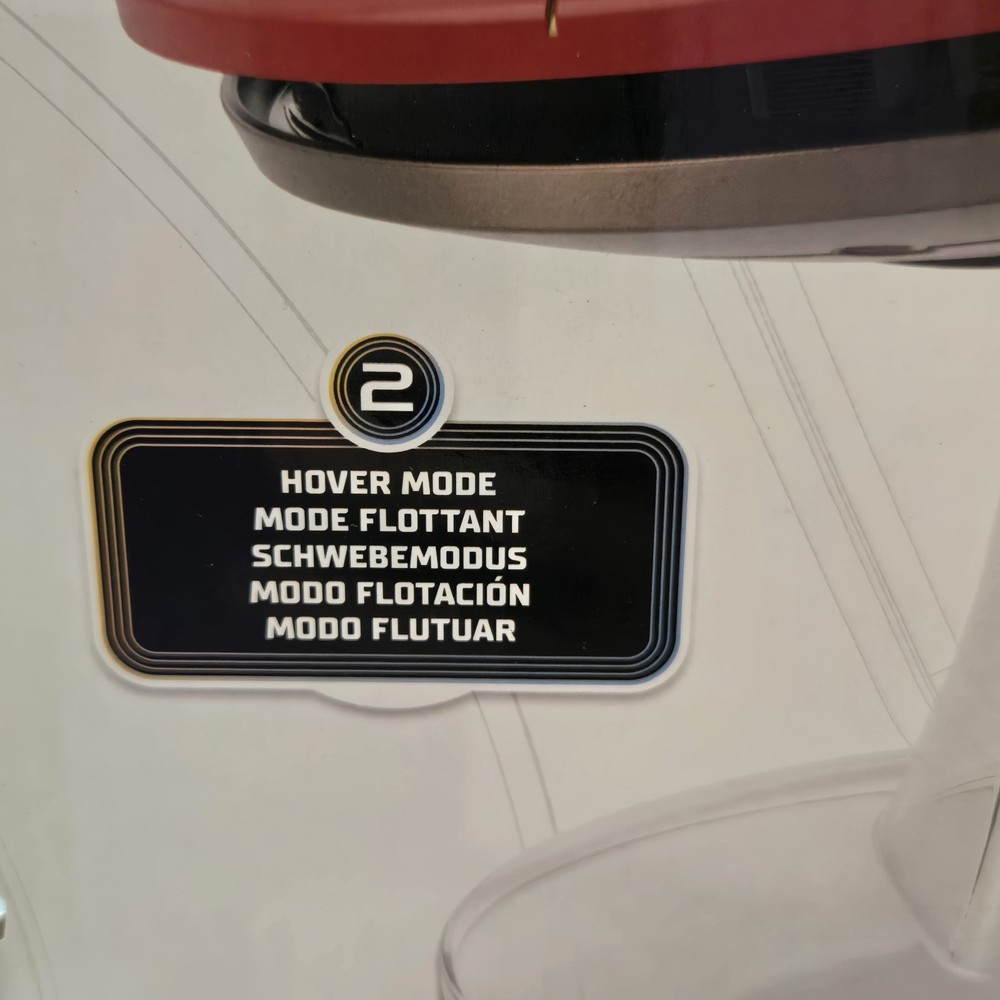 2
HOVER MODE
MODE FLOTTANT
SCHWEBEMODUS
MODO FLOTACIÓN
MODO FLUTUAR